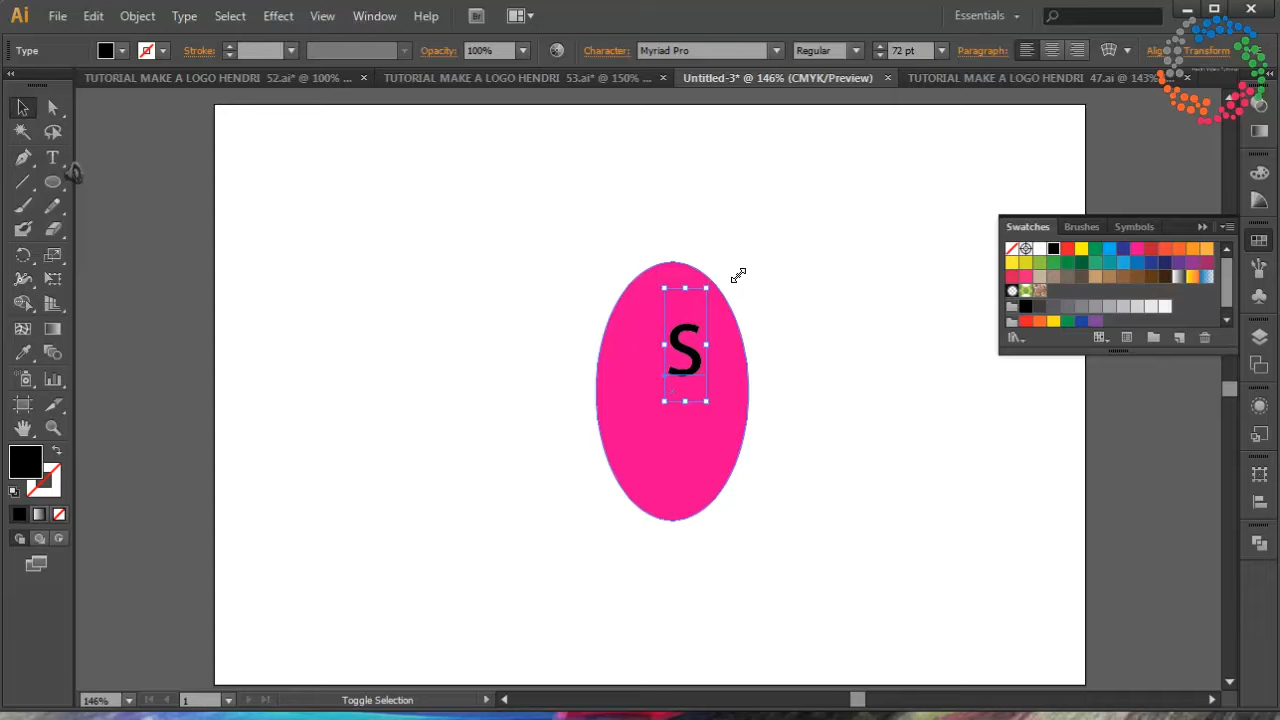 Ai File Edit Object Type Select Effect View Window Help Br Essentials
Type Stroke: Opacity: 100% Character: Myriad Pro Regular 72 pt Paragraph: Align Transform
TUTORIAL MAKE A LOGO HENDRI 52.ai* @ 100% ... × TUTORIAL MAKE A LOGO HENDRI 53.ai* @ 150% ... × Untitled-3* @ 146% (CMYK/Preview) × TUTORIAL MAKE A LOGO HENDRI 47.ai @ 143% ...
T
Swatches Brushes Symbols
S
146% 1 Toggle Selection